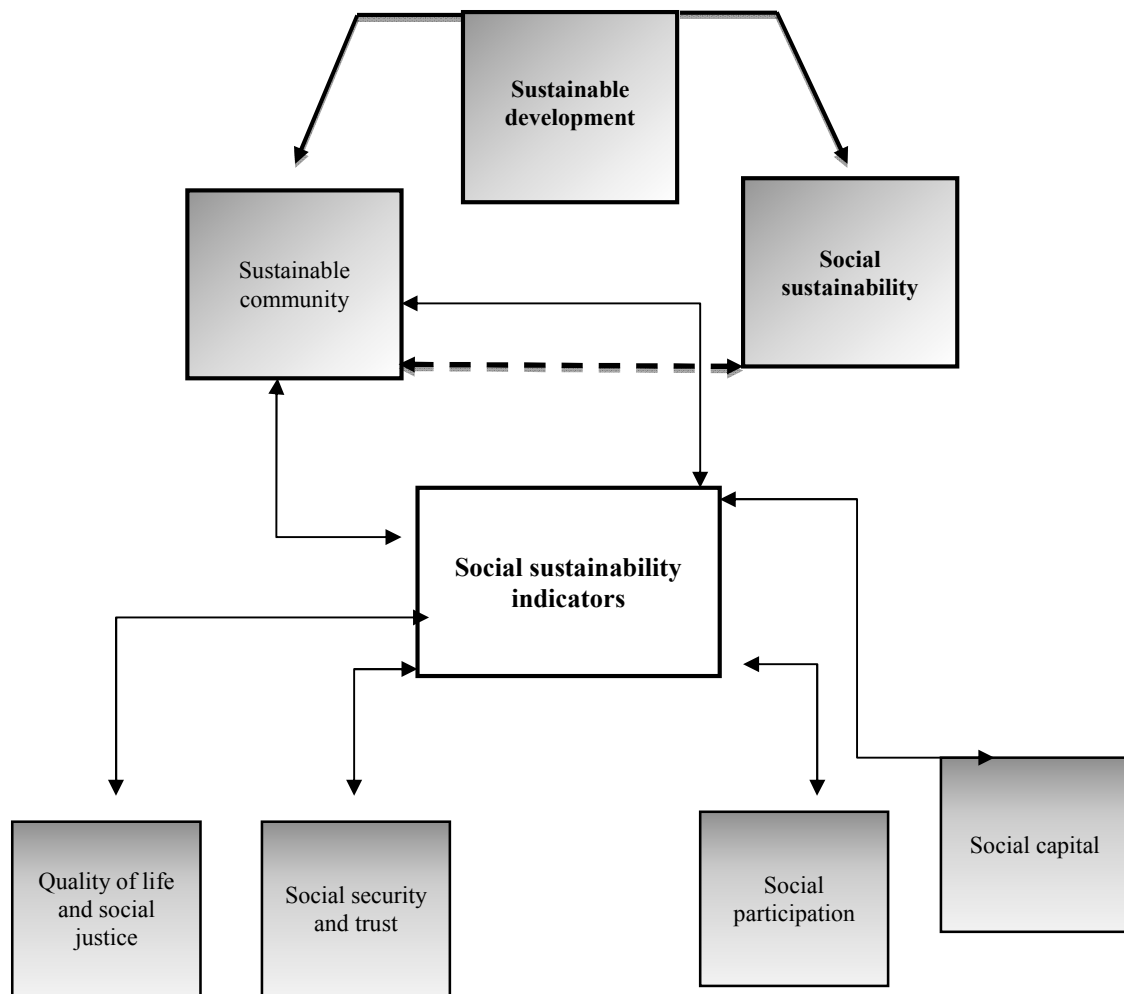 Sustainable
development
Sustainable
community
Social
sustainability
Social sustainability
indicators
Quality of life
and social
justice
Social security
and trust
Social
participation
Social capital